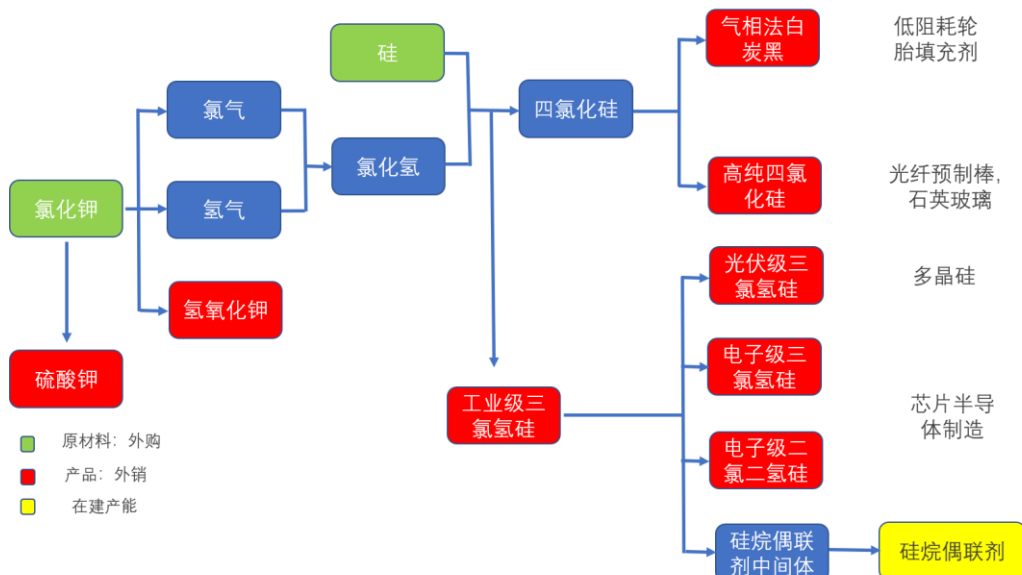 硅
气相法白
炭黑
低阻耗轮
胎填充剂
氯气
四氯化硅
氯化氢
高纯四氯
化硅
光纤预制棒,
石英玻璃
氯化钾
氢气
光伏级三
氯氢硅
多晶硅
氢氧化钾
硫酸钾
电子级三
氯氢硅
工业级三
氯氢硅
芯片半导
体制造
电子级二
氯二氢硅
原材料：外购
产品：外销
在建产能
硅烷偶联
剂中间体
硅烷偶联剂